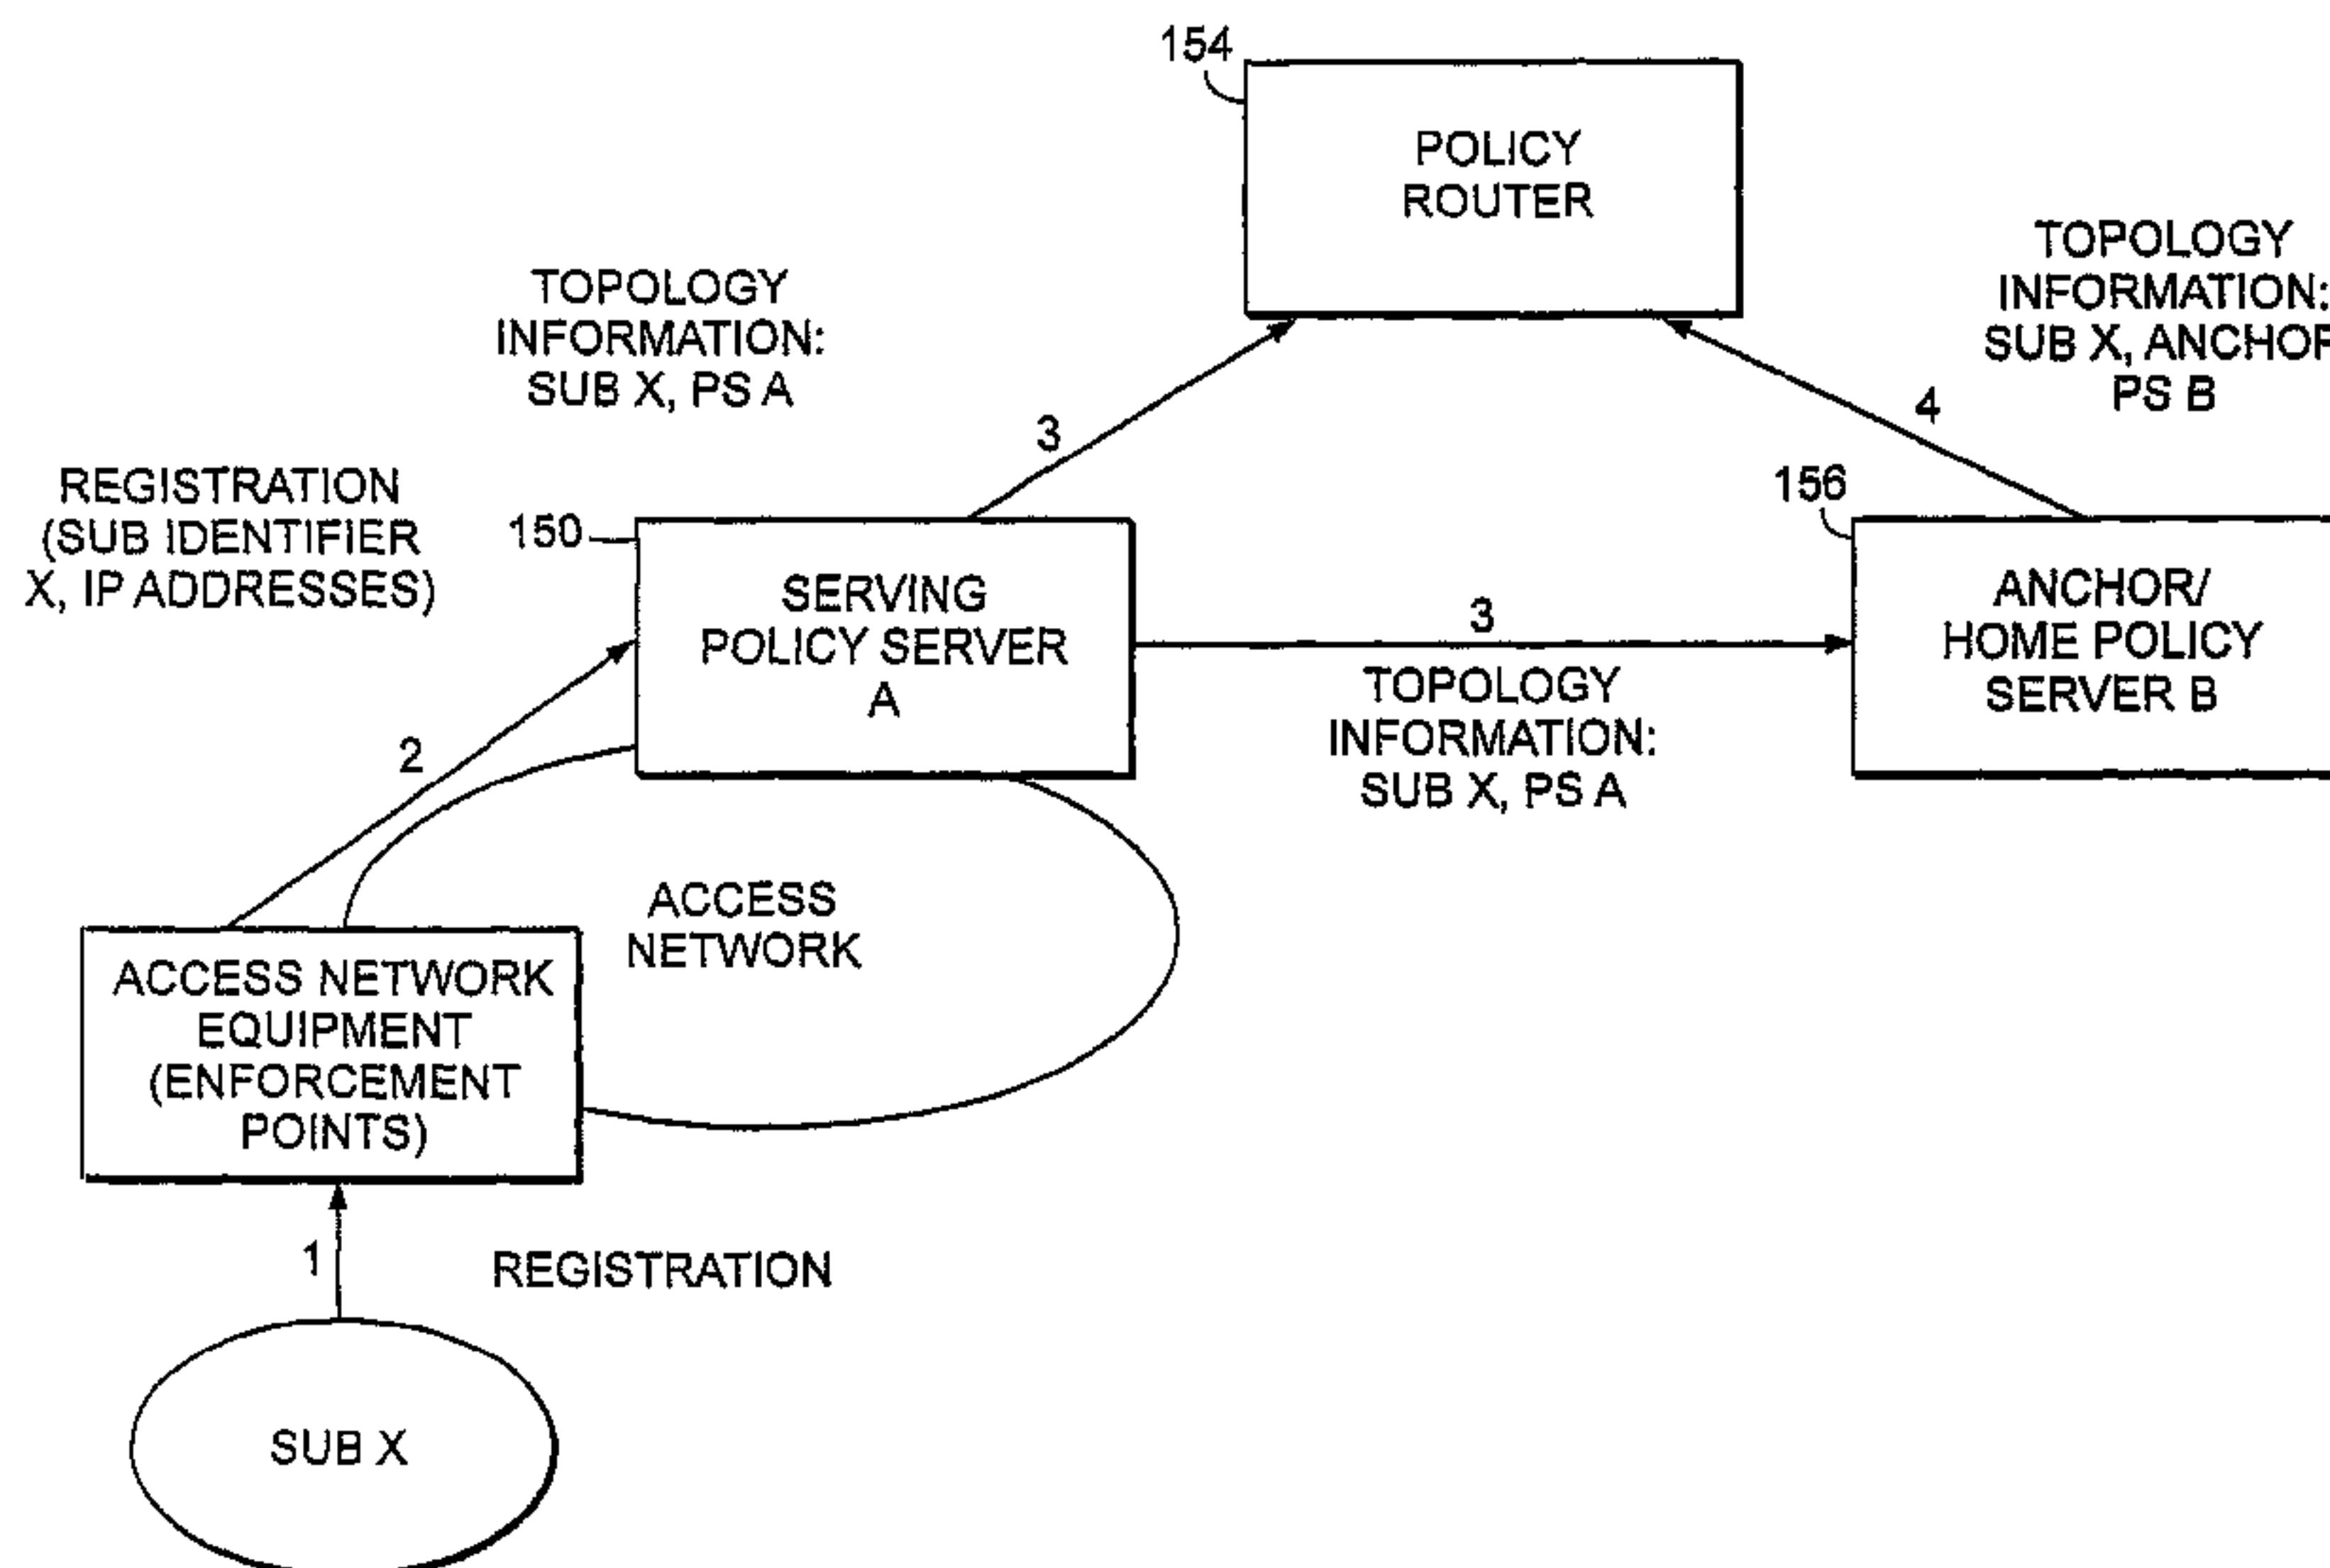 154
POLICY
ROUTER
TOPOLOGY
INFORMATION:
SUB X, PS A
TOPOLOGY
INFORMATION:
SUB X, ANCHOR
PS B
3
4
REGISTRATION
(SUB IDENTIFIER
X, IP ADDRESSES)
150
SERVING
POLICY SERVER
A
156
ANCHOR/
HOME POLICY
SERVER B
3
TOPOLOGY
INFORMATION:
SUB X, PS A
2
ACCESS
NETWORK
ACCESS NETWORK
EQUIPMENT
(ENFORCEMENT
POINTS)
1
REGISTRATION
SUB X